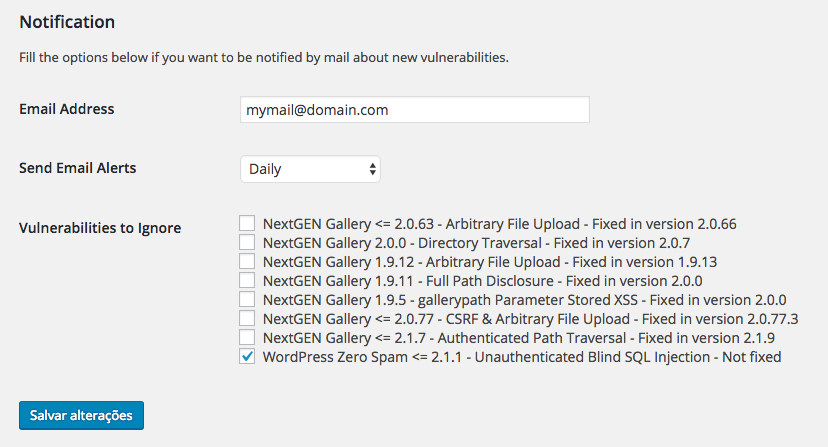 Notification
Fill the options below if you want to be notified by mail about new vulnerabilities.
Email Address
mymail@domain.com
Send Email Alerts
Daily
Vulnerabilities to Ignore
NextGEN Gallery <= 2.0.63 - Arbitrary File Upload - Fixed in version 2.0.66
NextGEN Gallery 2.0.0 - Directory Traversal - Fixed in version 2.0.7
NextGEN Gallery 1.9.12 - Arbitrary File Upload - Fixed in version 1.9.13
NextGEN Gallery 1.9.11 - Full Path Disclosure - Fixed in version 2.0.0
NextGEN Gallery 1.9.5 - gallerypath Parameter Stored XSS - Fixed in version 2.0.0
NextGEN Gallery <= 2.0.77 - CSRF & Arbitrary File Upload - Fixed in version 2.0.77.3
NextGEN Gallery <= 2.1.7 - Authenticated Path Traversal - Fixed in version 2.1.9
WordPress Zero Spam <= 2.1.1 - Unauthenticated Blind SQL Injection - Not fixed
Salvar alterações